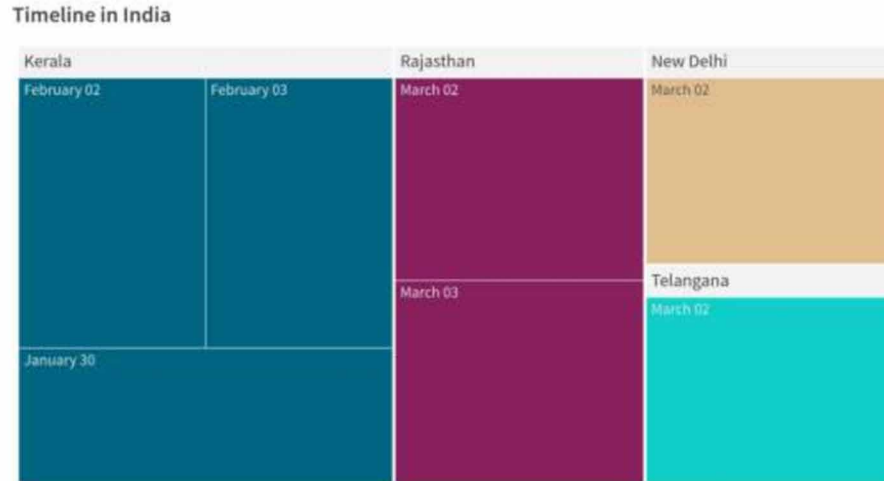 Timeline in India
Kerala
February 02
February 03
January 30
Rajasthan
March 02
March 03
New Delhi
March 02
Telangana
March 02